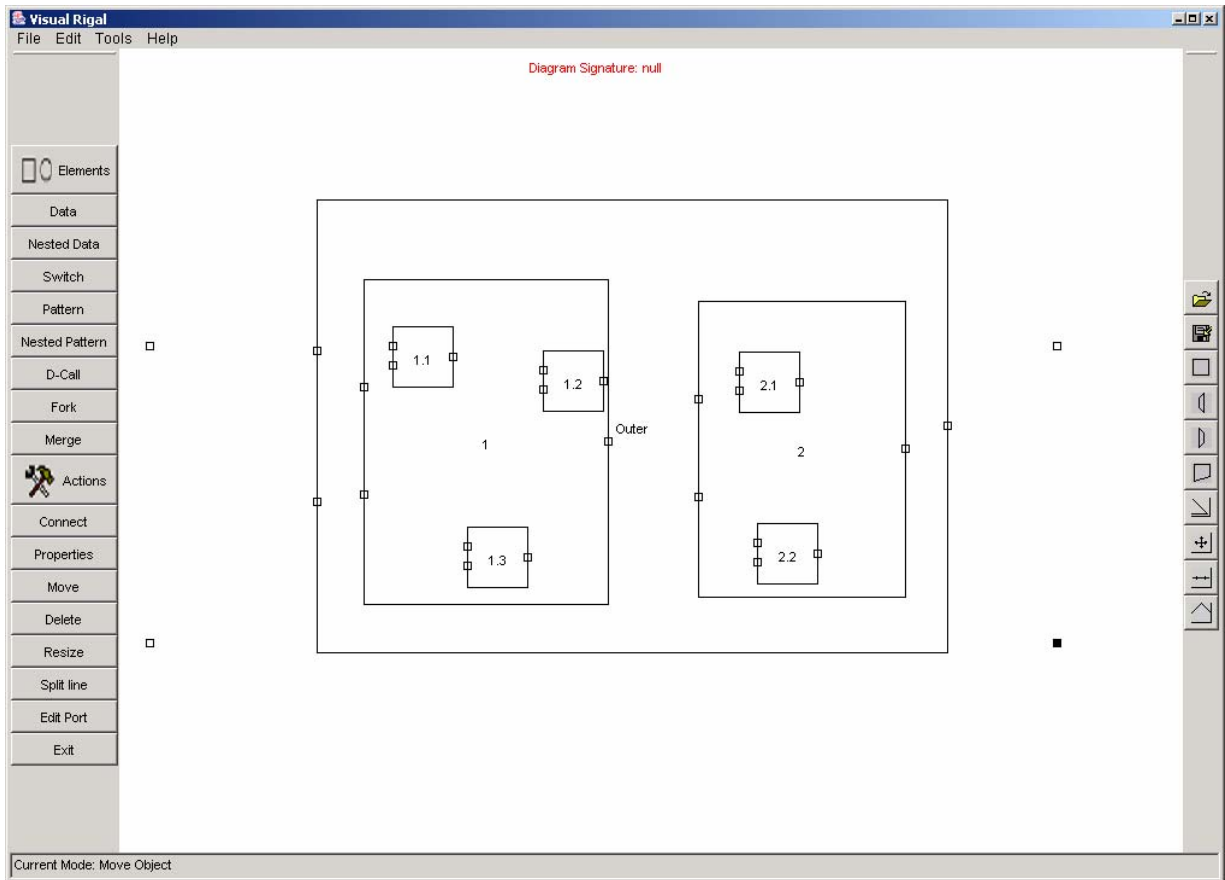 Visual Rigal
File Edit Tools Help
Diagram Signature: null
Elements
Data
Nested Data
Switch
Pattern
Nested Pattern
D-Call
Fork
Merge
Actions
Connect
Properties
Move
Delete
Resize
Split line
Edit Port
Exit
1.1
1.2
Outer
1
1.3
2.1
2
2.2
Current Mode: Move Object